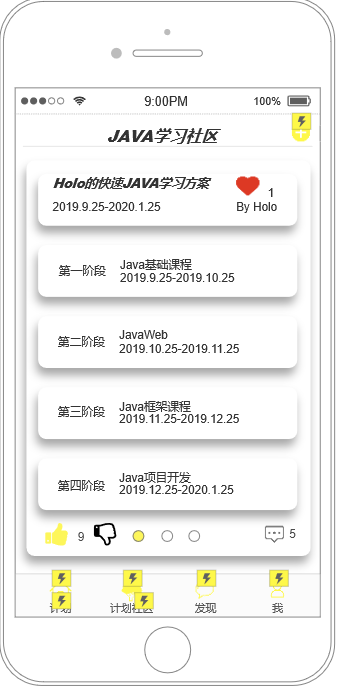 9:00PM 100%
JAVA学习社区
Holo的快速JAVA学习方案
1
2019.9.25-2020.1.25 By Holo
第一阶段 Java基础课程
2019.9.25-2019.10.25
第二阶段 JavaWeb
2019.10.25-2019.11.25
第三阶段 Java框架课程
2019.11.25-2019.12.25
第四阶段 Java项目开发
2019.12.25-2020.1.25
9 5
计划 计划社区 发现 我